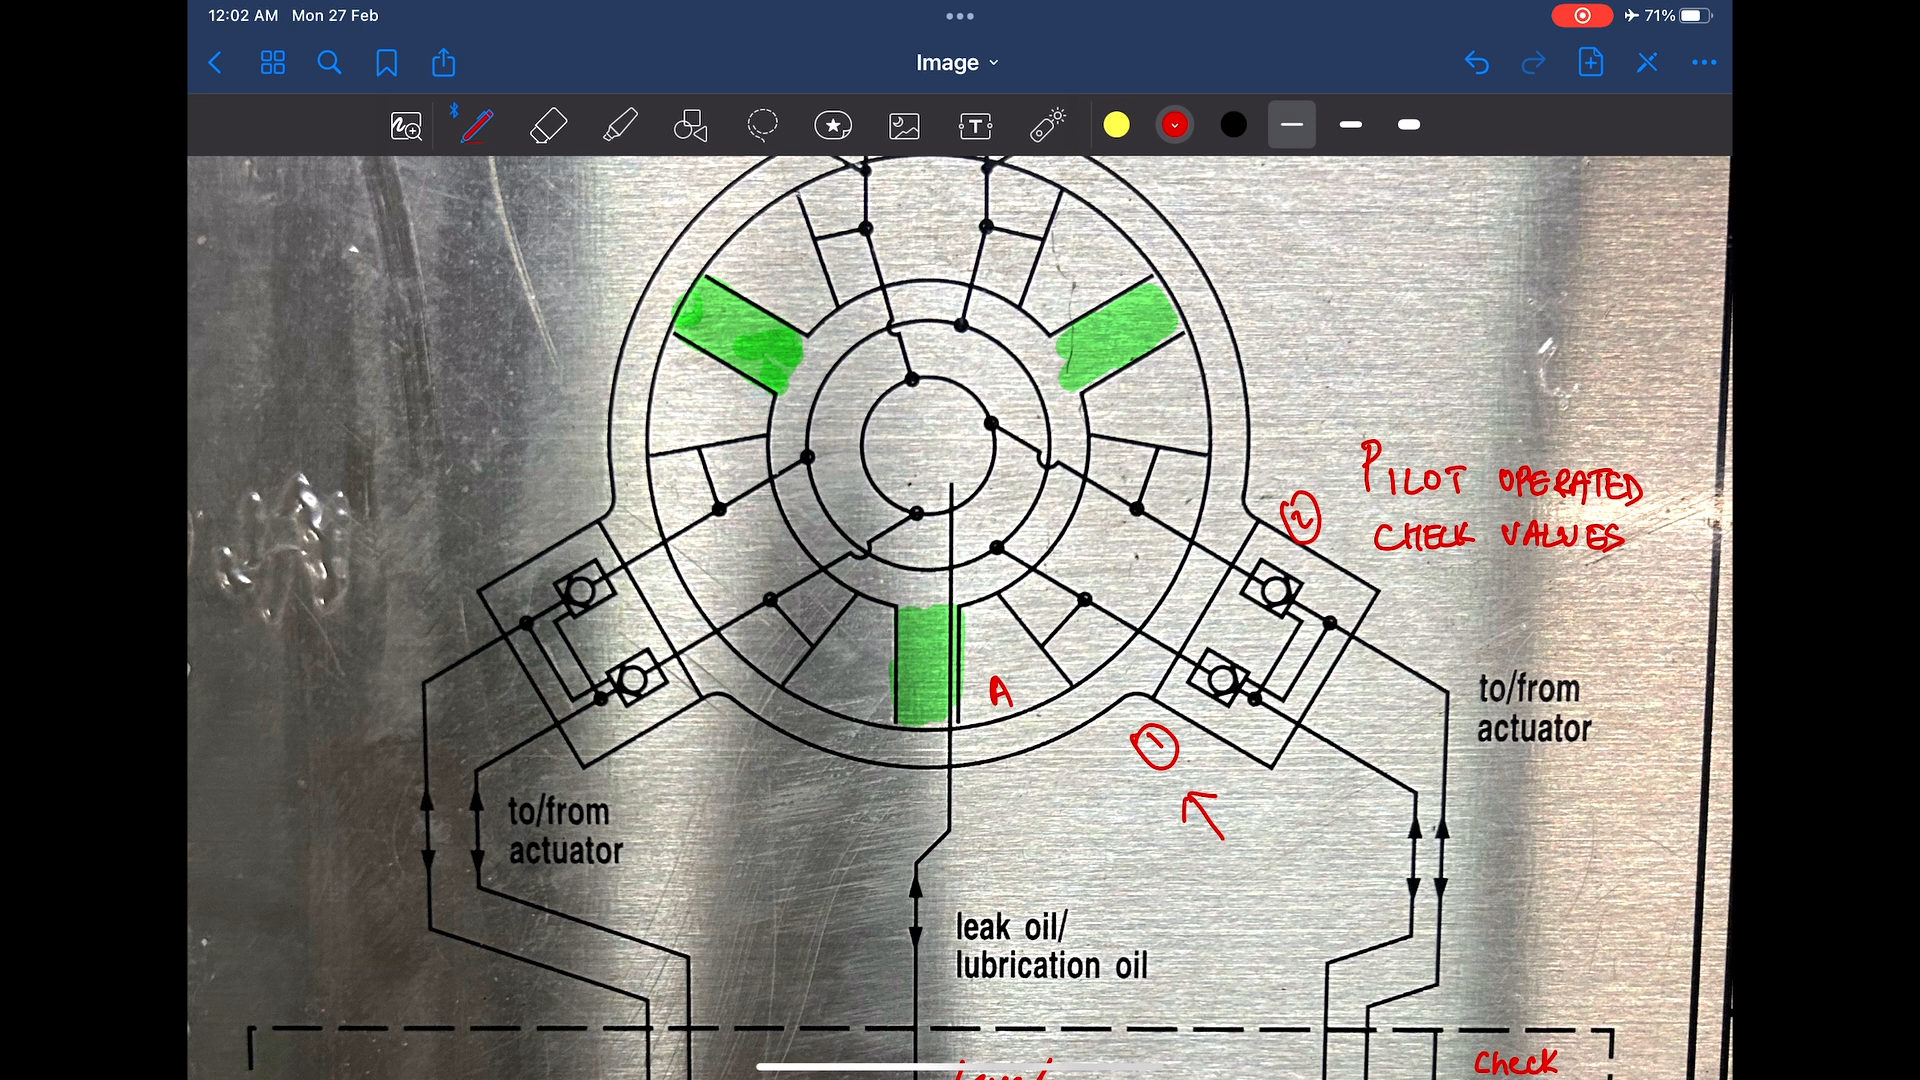 12:02 AM Mon 27 Feb
71%
Image
T
2 PILOT OPERATED
CHECK VALVES
A
1
to/from
actuator
to/from
actuator
leak oil/
lubrication oil
check